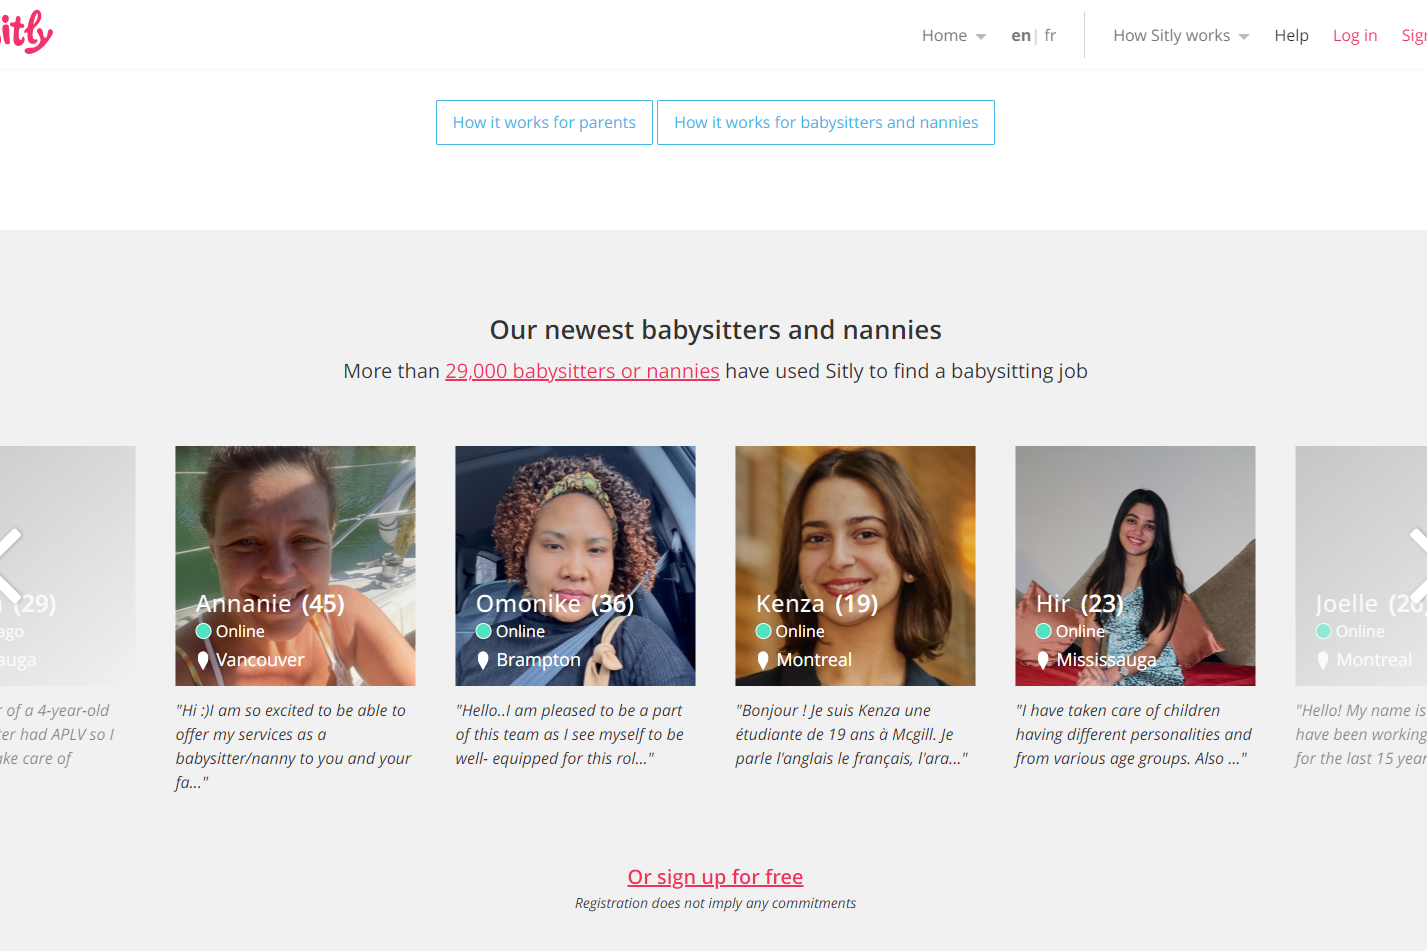 Sitly
Home
en | fr
How Sitly works
Help
Log in
How it works for parents
How it works for babysitters and nannies
Our newest babysitters and nannies
More than 29,000 babysitters or nannies have used Sitly to find a babysitting job
(29)
ago
auga
r of a 4-year-old
ter had APLV so I
ake care of
Annanie (45)
Online
Vancouver
"Hi :)I am so excited to be able to
offer my services as a
babysitter/nanny to you and your
fa..."
Omonike (36)
Online
Brampton
"Hello..I am pleased to be a part
of this team as I see myself to be
well- equipped for this rol..."
Kenza (19)
Online
Montreal
"Bonjour ! Je suis Kenza une
étudiante de 19 ans à Mcgill. Je
parle l'anglais le français, l'ara..."
Hir (23)
Online
Mississauga
"I have taken care of children
having different personalities and
from various age groups. Also ..."
Joelle
Online
Montreal
"Hello! My name is
have been working
for the last 15 year
Or sign up for free
Registration does not imply any commitments